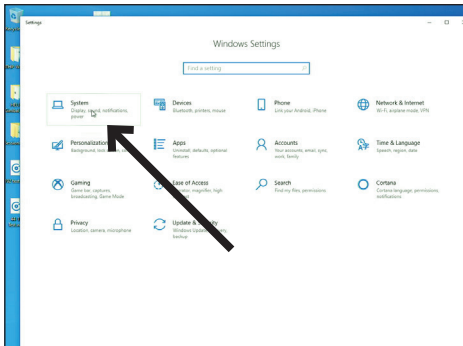 Settings
Windows Settings
Find a setting
System
Display, sound, notifications,
power
Devices
Bluetooth, printers, mouse
Phone
Link your Android, iPhone
Network & Internet
Wi-Fi, airplane mode, VPN
Personalization
Background, lock screen,
Apps
Uninstall, defaults, optional
features
Accounts
Your accounts, email, sync,
work, family
Time & Language
Speech, region, date
Gaming
Game bar, captures,
broadcasting, Game Mode
Ease of Access
magnifier, high
Search
Find my files, permissions
Cortana
Cortana language, permissions,
notifications
Privacy
Location, camera, microphone
Update & Security
Windows Update,
backup